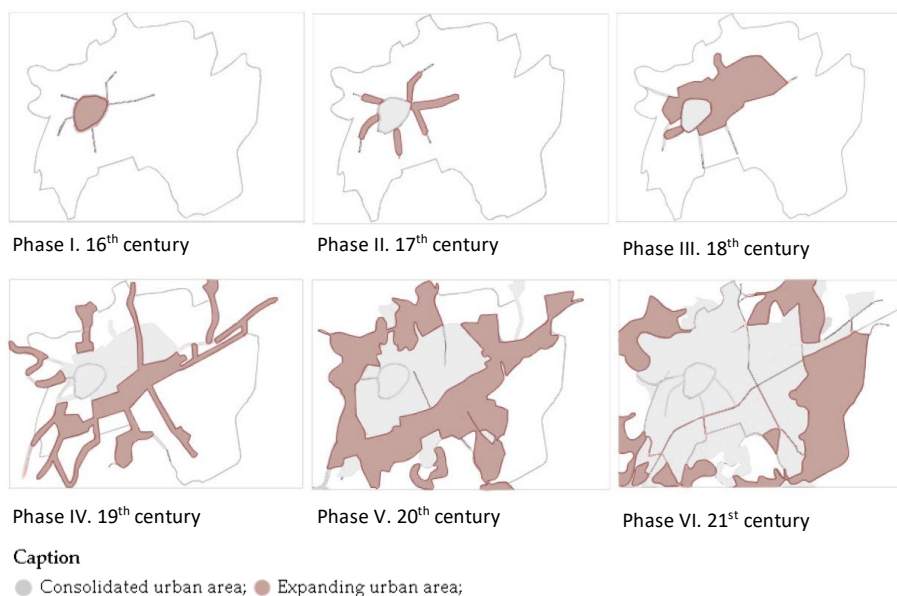 Phase I. 16th century
Phase II. 17th century
Phase III. 18th century
Phase IV. 19th century
Phase V. 20th century
Phase VI. 21st century
Caption
Consolidated urban area; Expanding urban area;